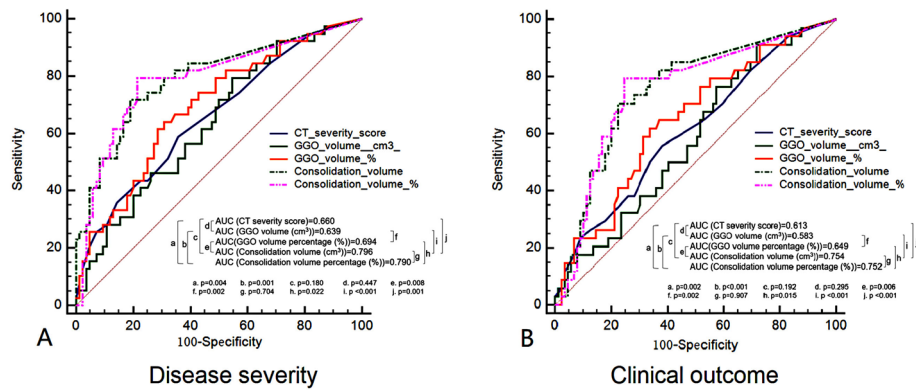 100
80
60
40
20
0
Sensitivity
CT_severity_score
GGO_volume__cm3_
GGO_volume_%
Consolidation_volume
Consolidation_volume_%
a b c d e f g h i j
AUC (CT severity score)=0.660
AUC (GGO volume (cm³))=0.639
AUC(GGO volume percentage (%))=0.694
AUC (Consolidation volume (cm³)=0.796
AUC (Consolidation volume percentage (%))=0.790
a. p=0.004 b. p=0.001 c. p=0.180 d. p=0.447 e. p=0.008
f. p=0.002 g. p=0.704 h. p=0.022 i. p<0.001 j. p=0.001
0 20 40 60 80 100
100-Specificity
A
Disease severity
100
80
60
40
20
0
Sensitivity
CT_severity_score
GGO_volume__cm3_
GGO_volume_%
Consolidation_volume
Consolidation_volume_%
a b c d e f g h i
AUC (CT severity score)=0.613
AUC (GGO volume (cm³)=0.583
AUC(GGO volume percentage (%))=0.649
AUC (Consolidation volume (cm³)=0.754
AUC (Consolidation volume percentage (%))=0.752
a. p=0.002 b. p<0.001 c. p=0.192 d. p=0.295 e. p=0.006
f. p=0.002 g. p=0.907 h. p=0.015 i. p <0.001 j. p <0.001
0 20 40 60 80 100
100-Specificity
B
Clinical outcome